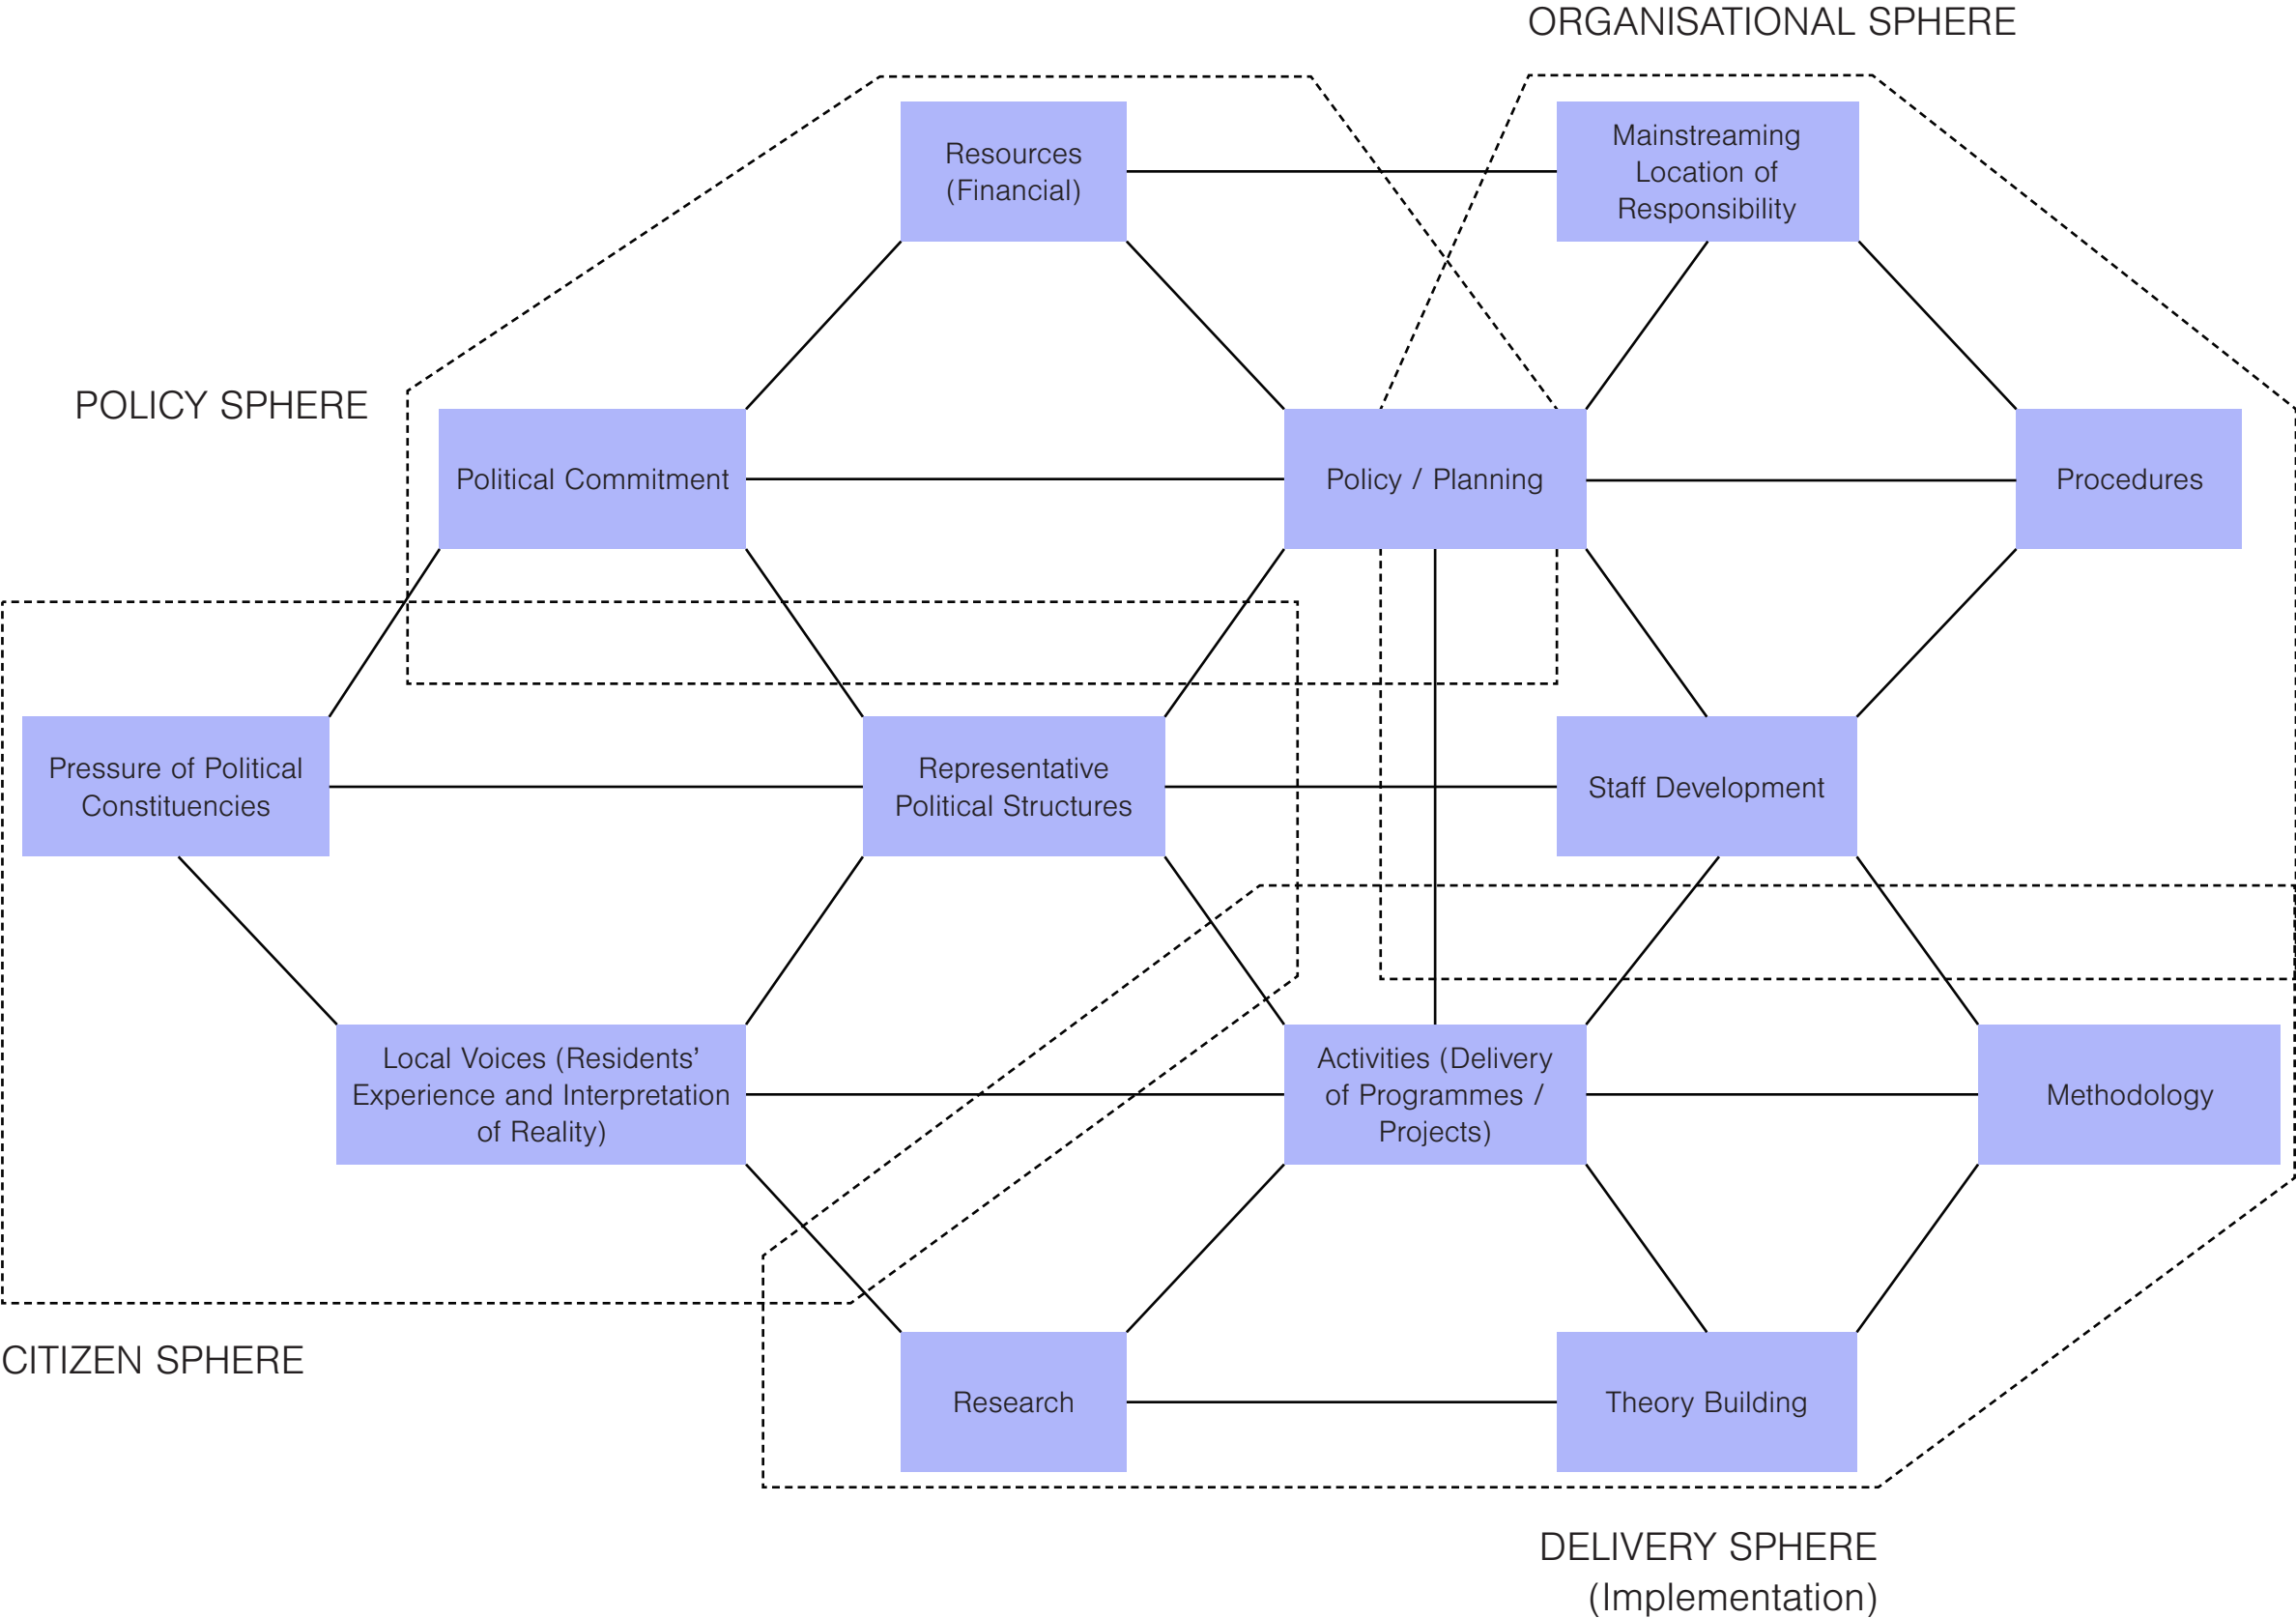 ORGANISATIONAL SPHERE
Resources
(Financial)
Mainstreaming
Location of
Responsibility
POLICY SPHERE
Political Commitment
Policy / Planning
Procedures
Pressure of Political
Constituencies
Representative
Political Structures
Staff Development
Local Voices (Residents’
Experience and Interpretation
of Reality)
Activities (Delivery
of Programmes /
Projects)
Methodology
CITIZEN SPHERE
Research
Theory Building
DELIVERY SPHERE
(Implementation)